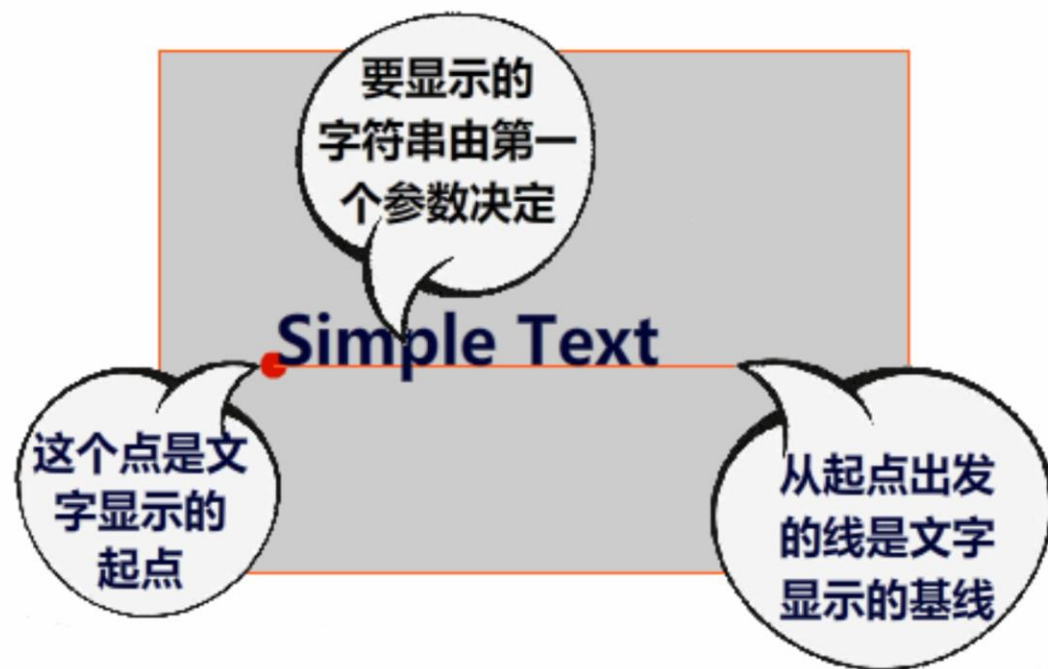 要显示的
字符串由第一
个参数决定
Simple Text
这个点是文
字显示的
起点
从起点出发
的线是文字
显示的基线